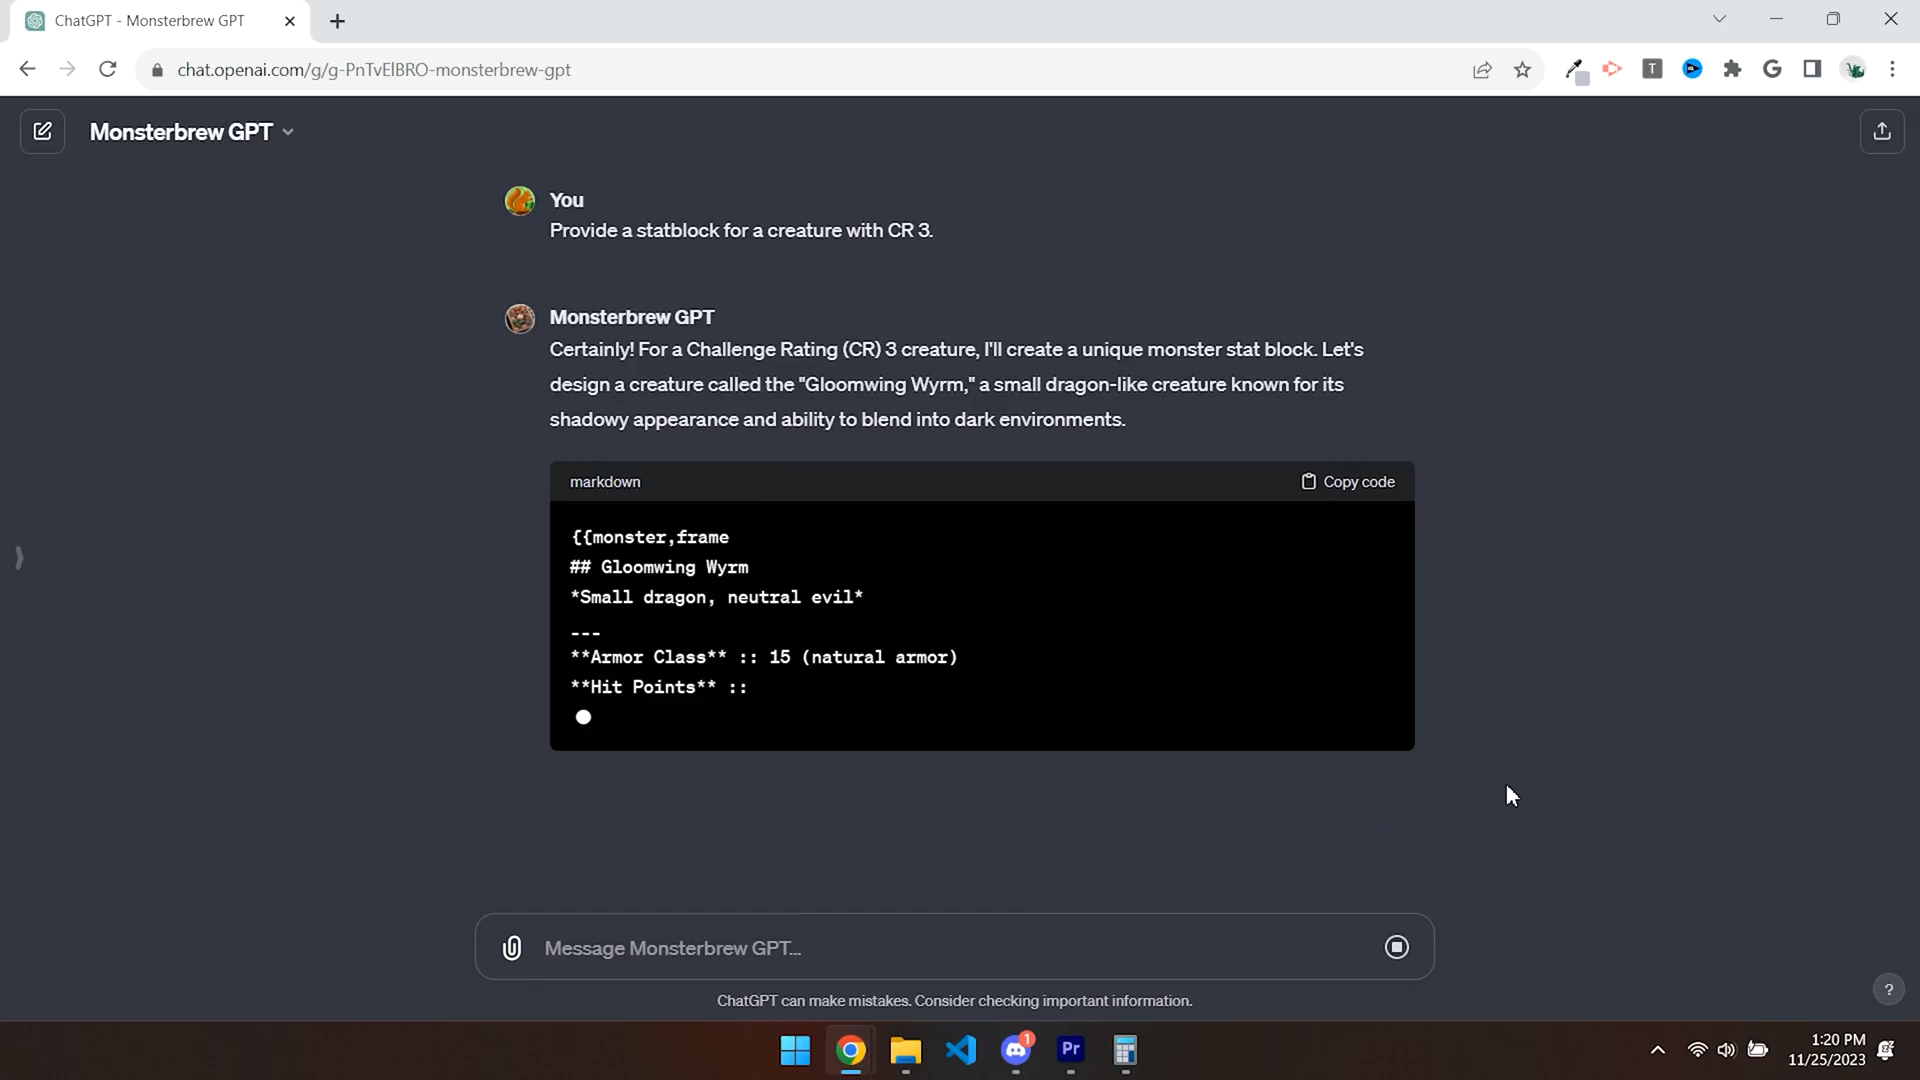 ChatGPT - Monsterbrew GPT
chat.openai.com/g/g-PnTvElBRO-monsterbrew-gpt
T
G
Monsterbrew GPT
You
Provide a statblock for a creature with CR 3.
Monsterbrew GPT
Certainly! For a Challenge Rating (CR) 3 creature, I'll create a unique monster stat block. Let's
design a creature called the "Gloomwing Wyrm," a small dragon-like creature known for its
shadowy appearance and ability to blend into dark environments.
markdown
Copy code
{{monster,frame
## Gloomwing Wyrm
*Small dragon, neutral evil*
---
**Armor Class** :: 15 (natural armor)
**Hit Points** ::
Message Monsterbrew GPT...
ChatGPT can make mistakes. Consider checking important information.
?
1
Pr
1:20 PM
11/25/2023